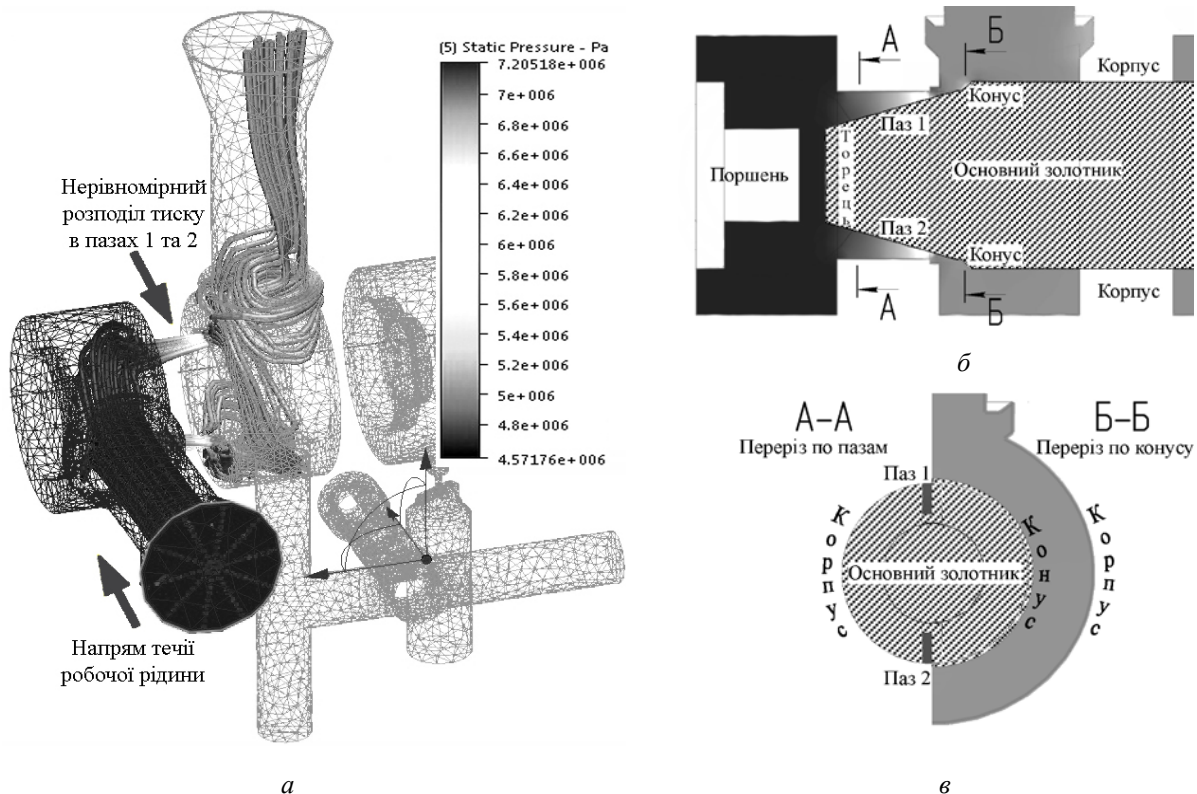 (5) Static Pressure - Pa
7.20518e+006
7e+006
6.8e+006
6.6e+006
6.4e+006
6.2e+006
6e+006
5.8e+006
5.6e+006
5.4e+006
5.2e+006
5e+006
4.8e+006
4.57176e+006
Нерівномірний
розподіл тиску
в пазах 1 та 2
Напрям течії
робочої рідини
а
А
Б
Корпус
Конус
Паз 1
Торець
Поршень
Основний золотник
Паз 2
Конус
Корпус
А
Б
б
А–А
Переріз по пазам
Б–Б
Переріз по конусу
Паз 1
Корпус
Основний золотник
Конус
Корпус
Паз 2
в